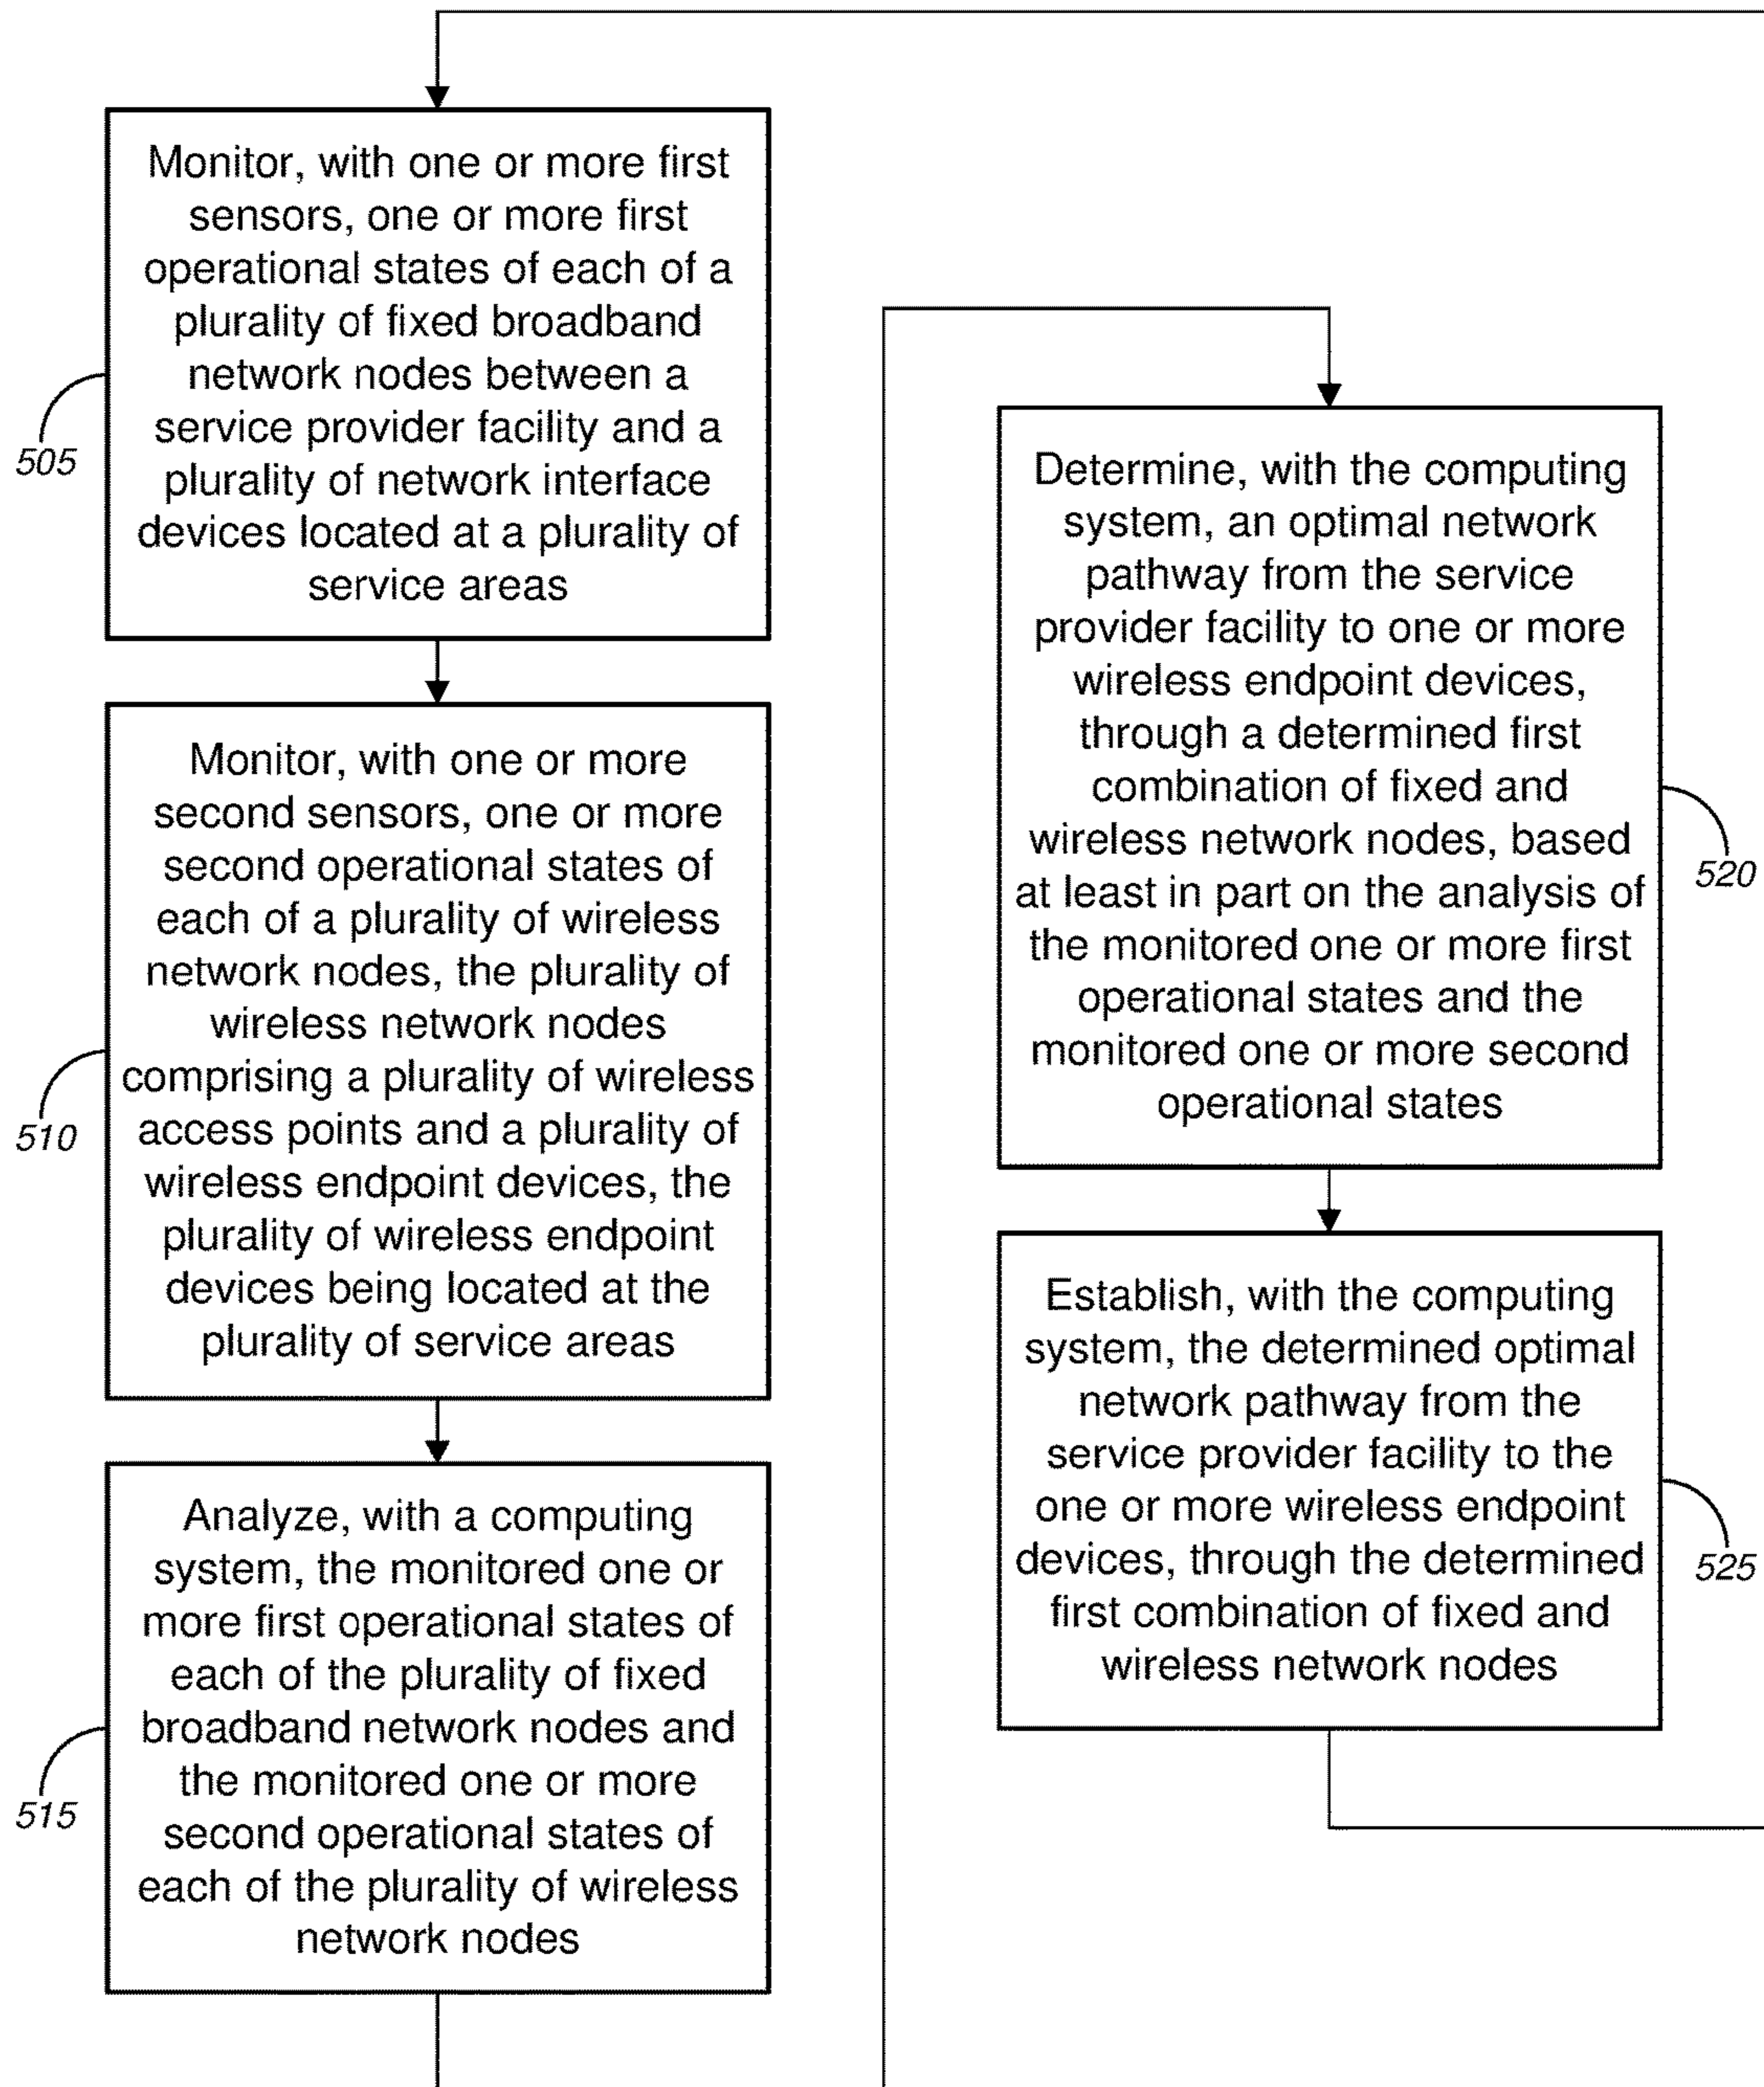 Monitor, with one or more first
sensors, one or more first
operational states of each of a
plurality of fixed broadband
network nodes between a
service provider facility and a
plurality of network interface
devices located at a plurality of
service areas
505
Monitor, with one or more
second sensors, one or more
second operational states of
each of a plurality of wireless
network nodes, the plurality of
wireless network nodes
comprising a plurality of wireless
access points and a plurality of
wireless endpoint devices, the
plurality of wireless endpoint
devices being located at the
plurality of service areas
510
Analyze, with a computing
system, the monitored one or
more first operational states of
each of the plurality of fixed
broadband network nodes and
the monitored one or more
second operational states of
each of the plurality of wireless
network nodes
515
Determine, with the computing
system, an optimal network
pathway from the service
provider facility to one or more
wireless endpoint devices,
through a determined first
combination of fixed and
wireless network nodes, based
at least in part on the analysis of
the monitored one or more first
operational states and the
monitored one or more second
operational states
520
Establish, with the computing
system, the determined optimal
network pathway from the
service provider facility to the
one or more wireless endpoint
devices, through the determined
first combination of fixed and
wireless network nodes
525